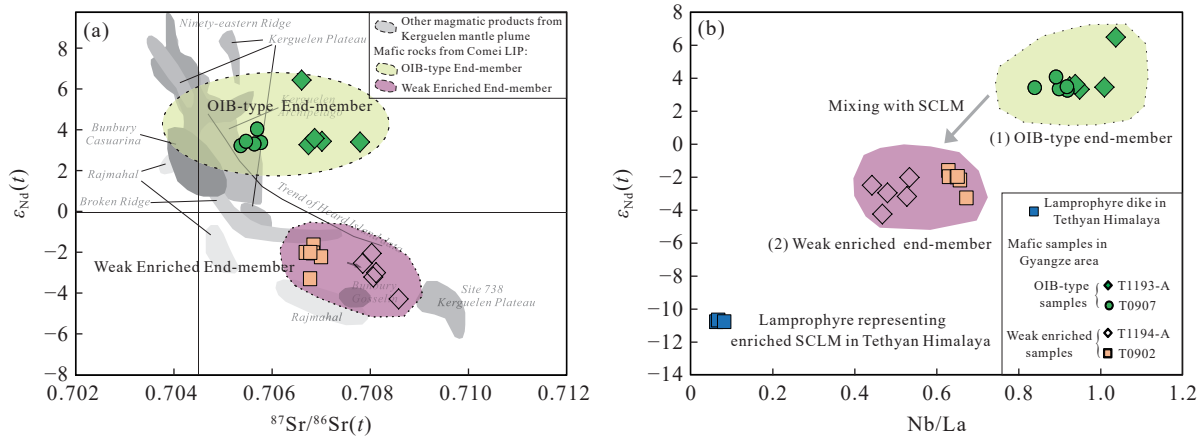 (a)
Ninety-eastern Ridge
Kerguelen Plateau
Other magmatic products from
Kerguelen mantle plume
Mafic rocks from Comei LIP:
OIB-type End-member
Weak Enriched End-member
OIB-type End-member
Kerguelen
Archipelago
Bunbury
Casuarina
Rajmahal
Broken Ridge
Trend of Heard Island
Weak Enriched End-member
Bunbury
Gosselin
Rajmahal
Site 738
Kerguelen Plateau
8
6
4
2
0
−2
−4
−6
−8
εNd(t)
0.702 0.704 0.706 0.708 0.710 0.712
⁸⁷Sr/⁸⁶Sr(t)
(b)
Mixing with SCLM
(1) OIB-type end-member
(2) Weak enriched end-member
Lamprophyre representing
enriched SCLM in Tethyan Himalaya
Lamprophyre dike in
Tethyan Himalaya
Mafic samples in
Gyangze area
OIB-type
samples
T1193-A
T0907
Weak enriched
samples
T1194-A
T0902
8
6
4
2
0
−2
−4
−6
−8
−10
−12
−14
εNd(t)
0 0.2 0.4 0.6 0.8 1.0 1.2
Nb/La